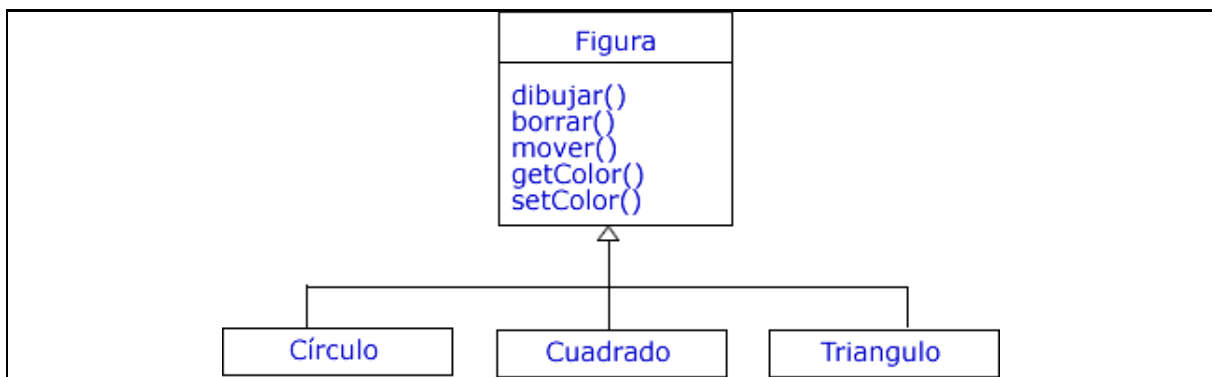 Figura
dibujar()
borrar()
mover()
getColor()
setColor()
Círculo
Cuadrado
Triangulo